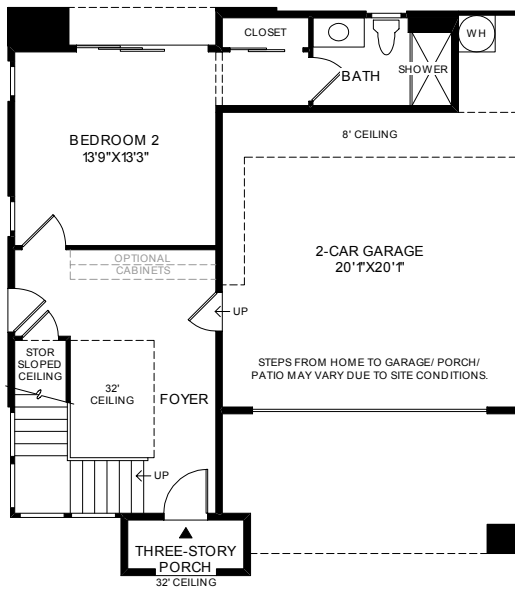 CLOSET
WH
BATH
SHOWER
BEDROOM 2
13'9"X13'3"
8' CEILING
2-CAR GARAGE
20'1"X20'1"
OPTIONAL
CABINETS
UP
STOR
SLOPED
CEILING
STEPS FROM HOME TO GARAGE/ PORCH/
PATIO MAY VARY DUE TO SITE CONDITIONS.
32'
CEILING
FOYER
UP
THREE-STORY
PORCH
32' CEILING